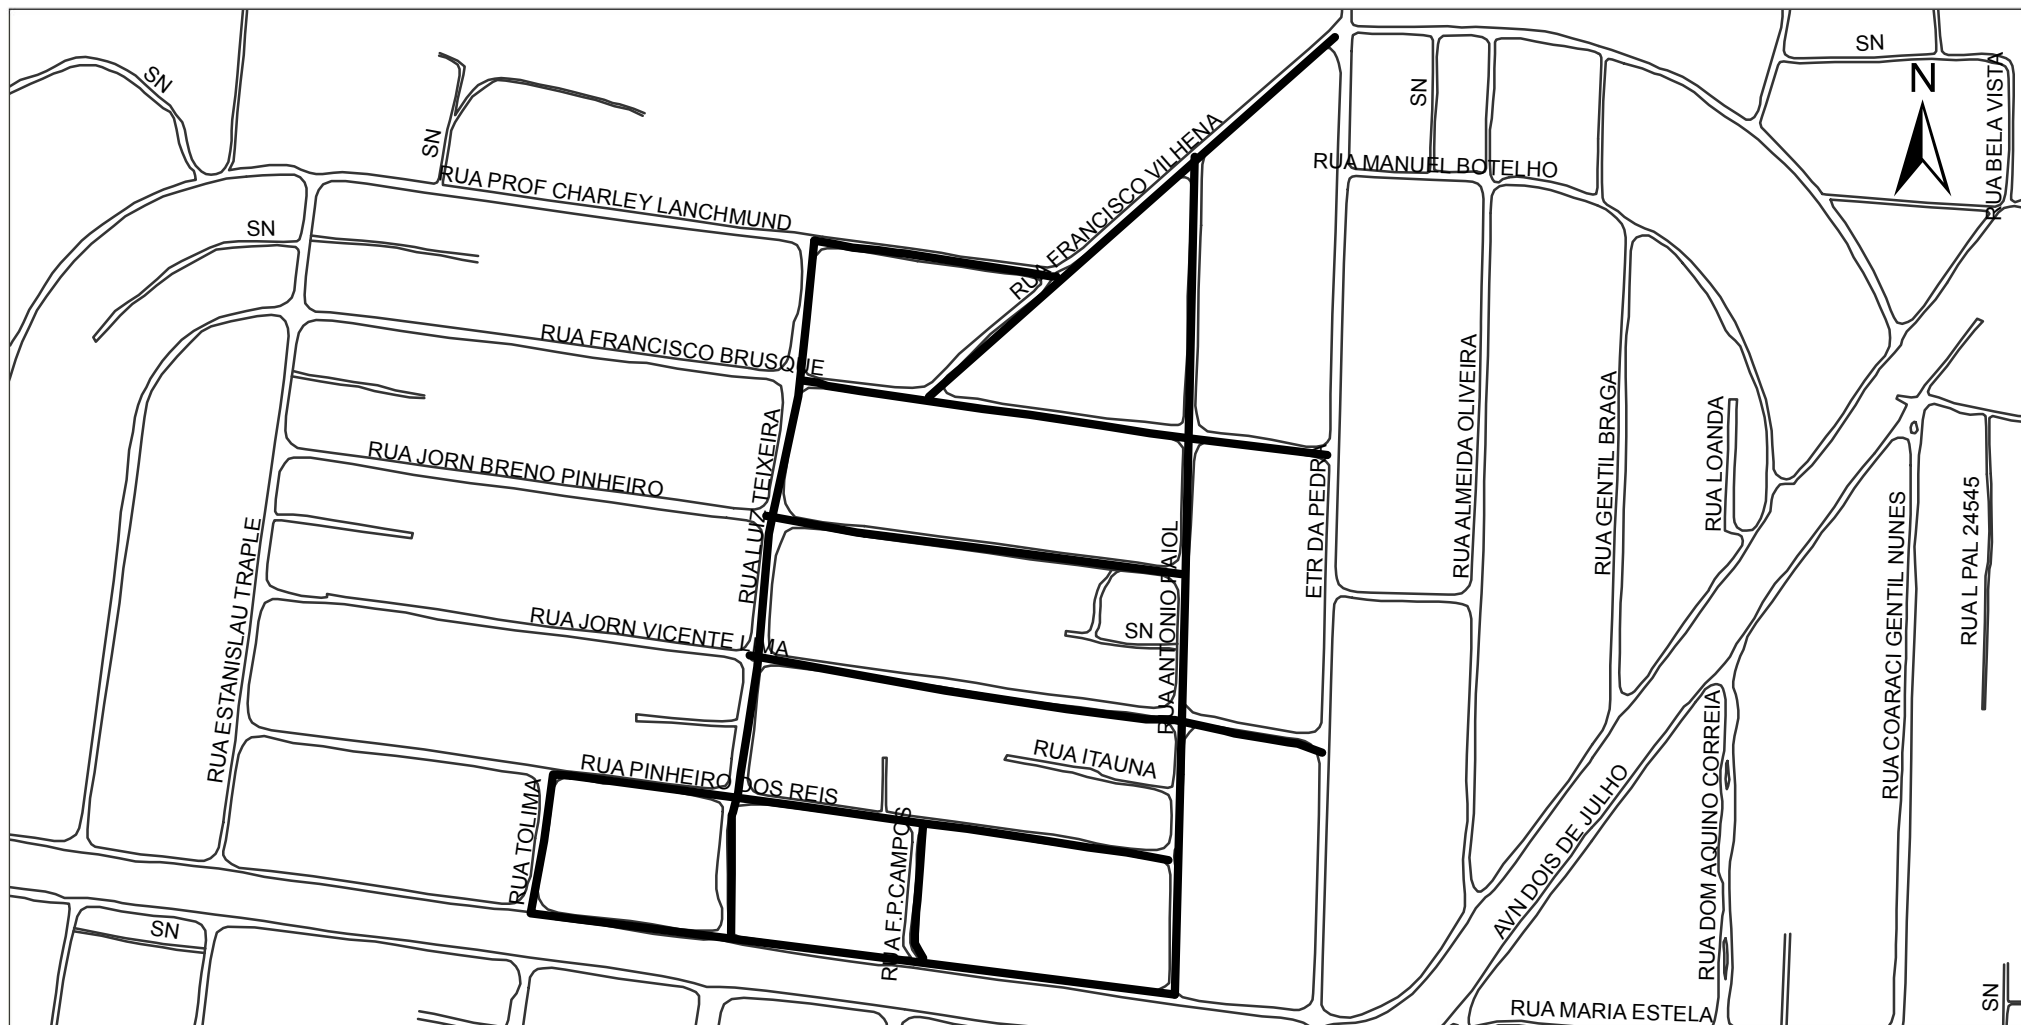 SN
SN
N
SN
SN
RUA BELA VISTA
SN
RUA FRANCISCO VILHENA
RUA MANUEL BOTELHO
RUA PROF CHARLEY LANCHMUND
SN
RUA FRANCISCO BRUSQUE
RUA ALMEIDA OLIVEIRA
RUA GENTIL BRAGA
RUA LOANDA
RUA LUIZ TEIXEIRA
RUA JORN BRENO PINHEIRO
ETR DA PEDRA
RUA COARACI GENTIL NUNES
RUA L PAL 24545
RUA ESTANISLAU TRAPLE
RUA ANTONIO PAIOL
RUA JORN VICENTE LIMA
SN
RUA ITAUNA
RUA PINHEIRO DOS REIS
RUA TOLIMA
RUA F.P.CAMPOS
RUA DOM AQUINO CORREIA
AVN DOIS DE JULHO
SN
SN
RUA MARIA ESTELA